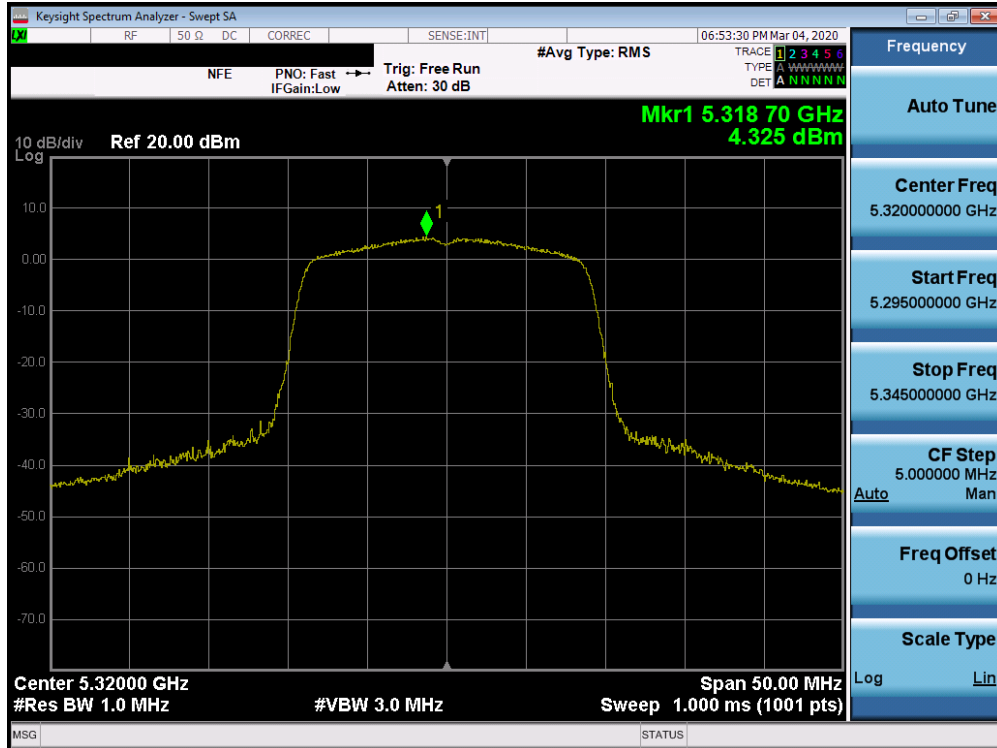 Keysight Spectrum Analyzer - Swept SA
LXI RF 50 Ω DC CORREC SENSE:INT 06:53:30 PM Mar 04, 2020
#Avg Type: RMS
TRACE 1 2 3 4 5 6
TYPE A WWWWW
DET A N N N N N
NFE PNO: Fast Trig: Free Run
IFGain:Low Atten: 30 dB
Mkr1 5.318 70 GHz
4.325 dBm
10 dB/div Ref 20.00 dBm
Log
1
10.0
0.00
-10.0
-20.0
-30.0
-40.0
-50.0
-60.0
-70.0
Center 5.32000 GHz Span 50.00 MHz
#Res BW 1.0 MHz #VBW 3.0 MHz Sweep 1.000 ms (1001 pts)
MSG STATUS
Frequency
Auto Tune
Center Freq
5.320000000 GHz
Start Freq
5.295000000 GHz
Stop Freq
5.345000000 GHz
CF Step
5.000000 MHz
Auto Man
Freq Offset
0 Hz
Scale Type
Log Lin